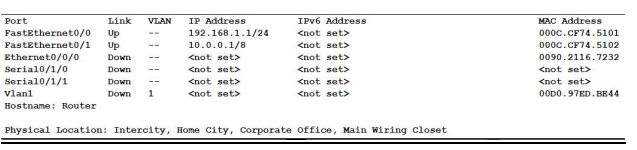 Port Link VLAN IP Address IPv6 Address MAC Address
FastEthernet0/0 Up -- 192.168.1.1/24 <not set> 000C.CF74.5101
FastEthernet0/1 Up -- 10.0.0.1/8 <not set> 000C.CF74.5102
Ethernet0/0/0 Down -- <not set> <not set> 0090.2116.7232
Serial0/1/0 Down -- <not set> <not set> <not set>
Serial0/1/1 Down -- <not set> <not set> <not set>
Vlan1 Down 1 <not set> <not set> 00D0.97ED.BE44
Hostname: Router
Physical Location: Intercity, Home City, Corporate Office, Main Wiring Closet